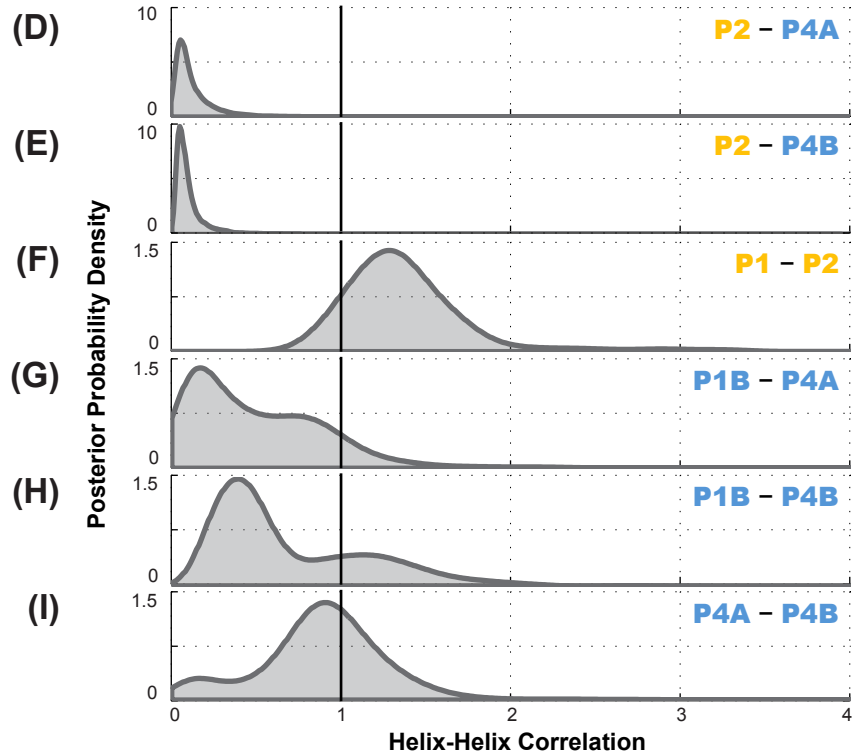 (D)
10
0
P2 – P4A
(E)
10
0
P2 – P4B
(F)
1.5
0
P1 – P2
(G)
1.5
0
P1B – P4A
(H)
1.5
0
P1B – P4B
(I)
1.5
0
P4A – P4B
Posterior Probability Density
0 1 2 3 4
Helix-Helix Correlation